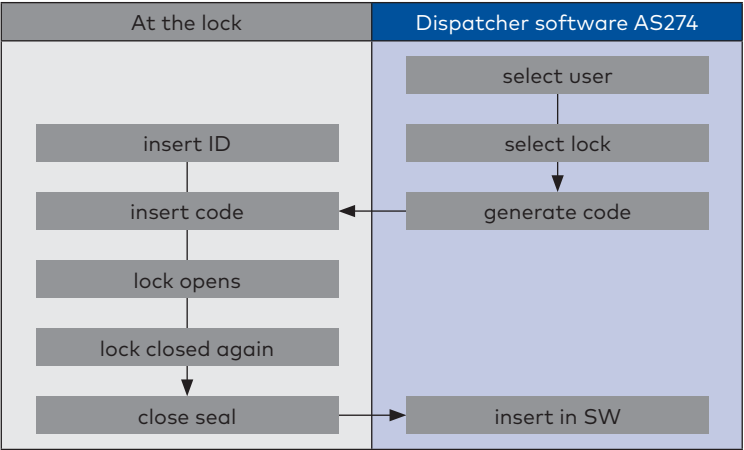 At the lock
Dispatcher software AS274
select user
insert ID
select lock
insert code
generate code
lock opens
lock closed again
close seal
insert in SW